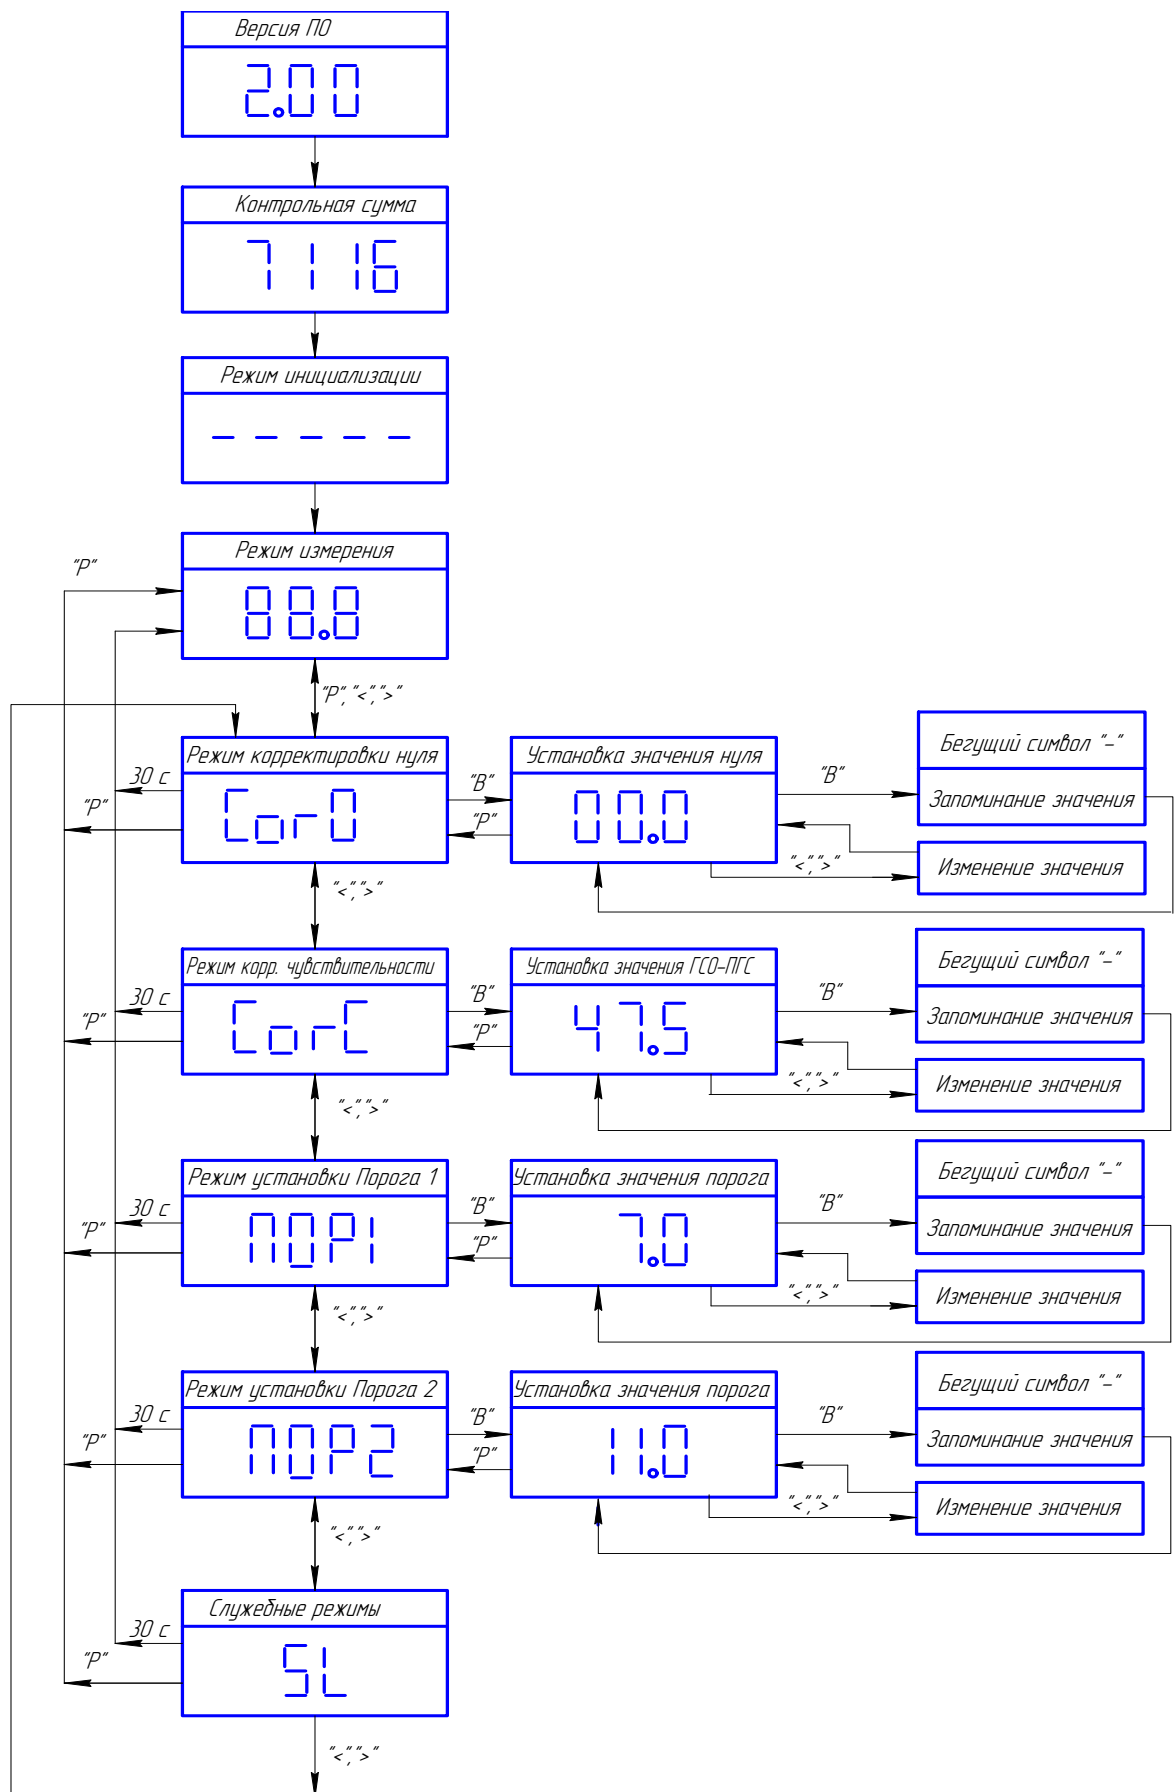 Версия ПО
2.00
Контрольная сумма
7116
Режим инициализации
- - - - -
Режим измерения
"Р"
88.8
"Р","<",">"
Режим корректировки нуля
Cor0
30 с
"Р"
"В"
"Р"
Установка значения нуля
00.0
"В"
"<",">"
Бегущий символ "-"
Запоминание значения
Изменение значения
"<",">"
Режим корр. чувствительности
CorC
30 с
"Р"
"В"
"Р"
Установка значения ГСО-ПГС
47.5
"В"
"<",">"
Бегущий символ "-"
Запоминание значения
Изменение значения
"<",">"
Режим установки Порога 1
ПОР1
30 с
"Р"
"В"
"Р"
Установка значения порога
7.0
"В"
"<",">"
Бегущий символ "-"
Запоминание значения
Изменение значения
"<",">"
Режим установки Порога 2
ПОР2
30 с
"Р"
"В"
"Р"
Установка значения порога
11.0
"В"
"<",">"
Бегущий символ "-"
Запоминание значения
Изменение значения
"<",">"
Служебные режимы
SL
30 с
"Р"
"<",">"